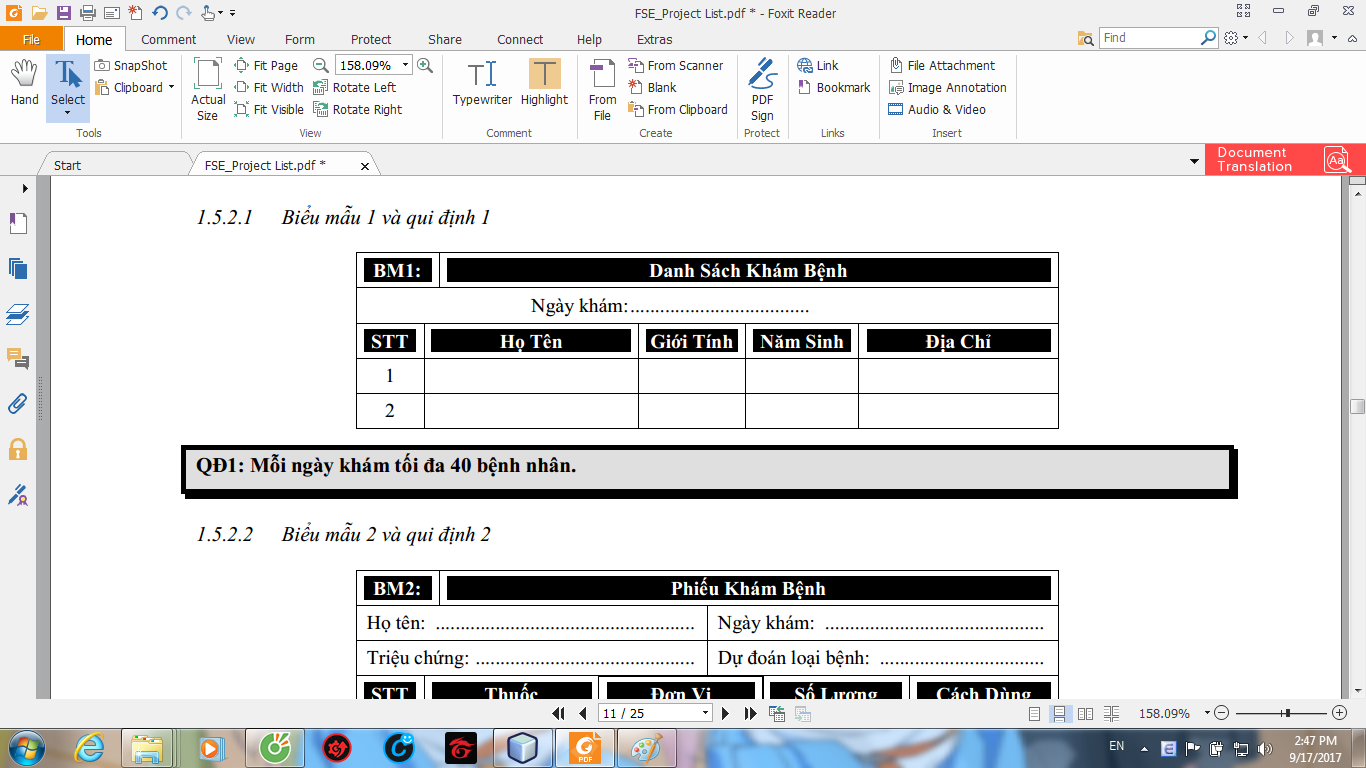 FSE_Project List.pdf * - Foxit Reader
File Home Comment View Form Protect Share Connect Help Extras Find
Hand Select SnapShot Clipboard Actual Size Fit Page Fit Width Fit Visible 158.09% Rotate Left Rotate Right Typewriter Highlight From File From Scanner Blank From Clipboard PDF Sign Link Bookmark File Attachment Image Annotation Audio & Video
Tools View Comment Create Protect Links Insert
Start FSE_Project List.pdf * Document Translation Aa
1.5.2.1 Biểu mẫu 1 và qui định 1
BM1: Danh Sách Khám Bệnh
Ngày khám:....................................
STT Họ Tên Giới Tính Năm Sinh Địa Chỉ
1
2
QĐ1: Mỗi ngày khám tối đa 40 bệnh nhân.
1.5.2.2 Biểu mẫu 2 và qui định 2
BM2: Phiếu Khám Bệnh
Họ tên: .................................................... Ngày khám: ............................................
Triệu chứng: ............................................ Dự đoán loại bệnh: .................................
STT Thuốc Đơn Vị Số Lượng Cách Dùng
11 / 25 158.09%
PDF EN 2:47 PM
9/17/2017